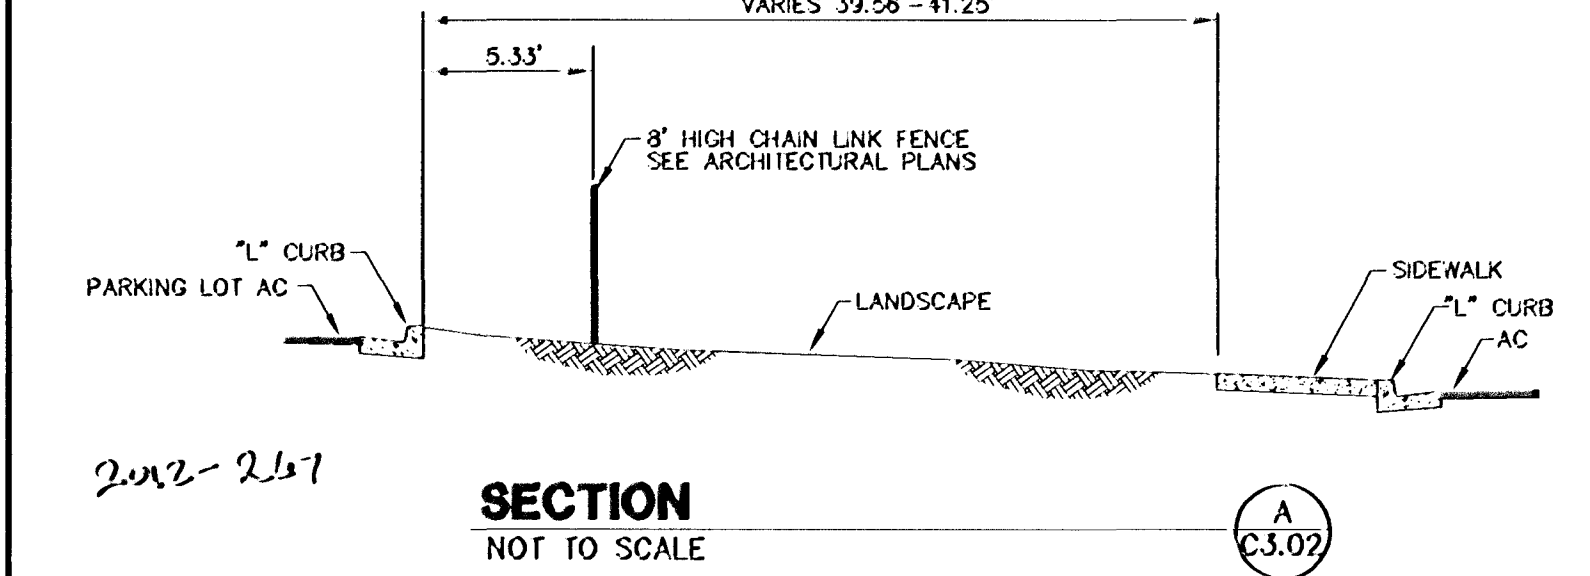 VARIES 39.56 - 41.25
5.33'
8' HIGH CHAIN LINK FENCE
SEE ARCHITECTURAL PLANS
"L" CURB
PARKING LOT AC
LANDSCAPE
SIDEWALK
"L" CURB
AC
SECTION
NOT TO SCALE
A
C3.02